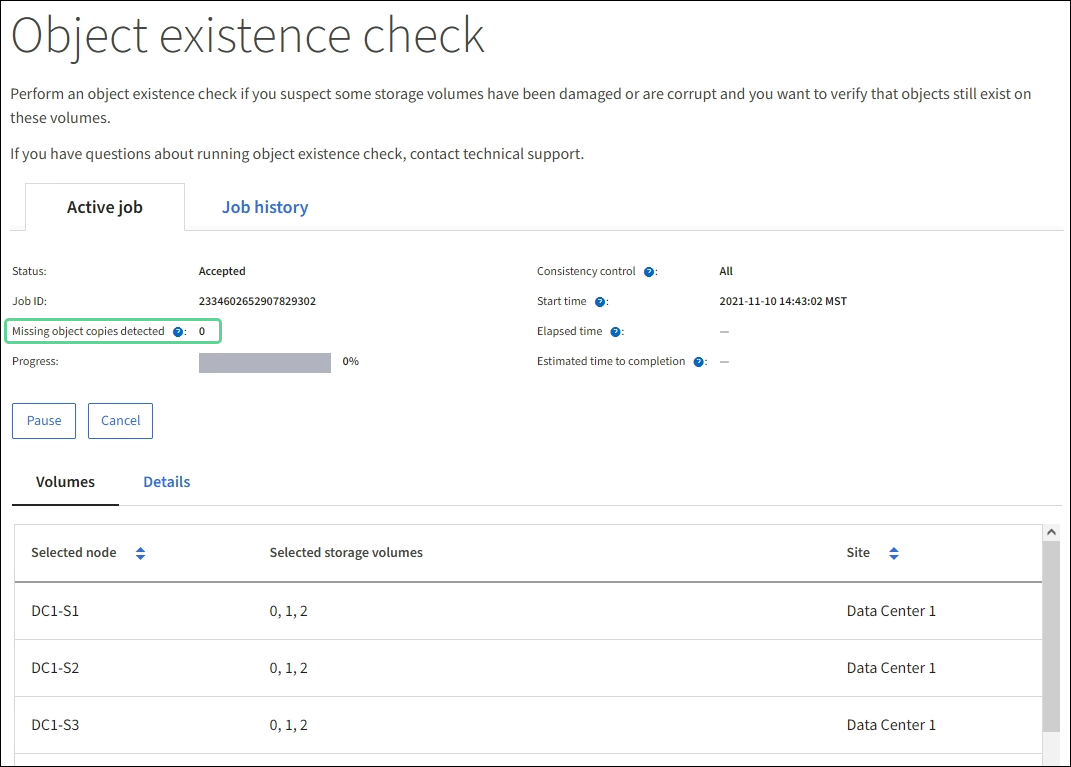 Object existence check
Perform an object existence check if you suspect some storage volumes have been damaged or are corrupt and you want to verify that objects still exist on
these volumes.
If you have questions about running object existence check, contact technical support.
Active job
Job history
Status: Accepted
Consistency control ?: All
Job ID: 2334602652907829302
Start time ?: 2021-11-10 14:43:02 MST
Missing object copies detected ?: 0
Elapsed time ?: —
Progress: 0%
Estimated time to completion ?: —
Pause
Cancel
Volumes
Details
Selected node Selected storage volumes Site
DC1-S1 0, 1, 2 Data Center 1
DC1-S2 0, 1, 2 Data Center 1
DC1-S3 0, 1, 2 Data Center 1